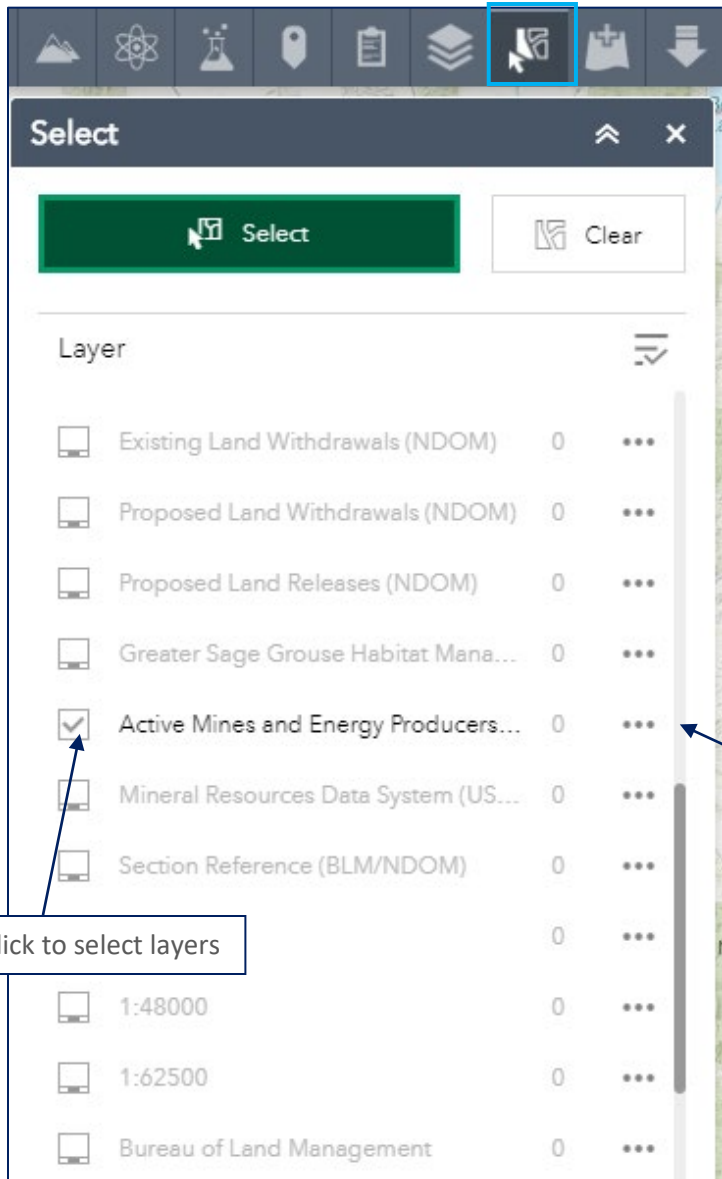 Select
Select
Clear
Layer
Existing Land Withdrawals (NDOM) 0
Proposed Land Withdrawals (NDOM) 0
Proposed Land Releases (NDOM) 0
Greater Sage Grouse Habitat Mana... 0
Active Mines and Energy Producers... 0
Mineral Resources Data System (US... 0
Section Reference (BLM/NDOM) 0
lick to select layers
0
1:48000 0
1:62500 0
Bureau of Land Management 0